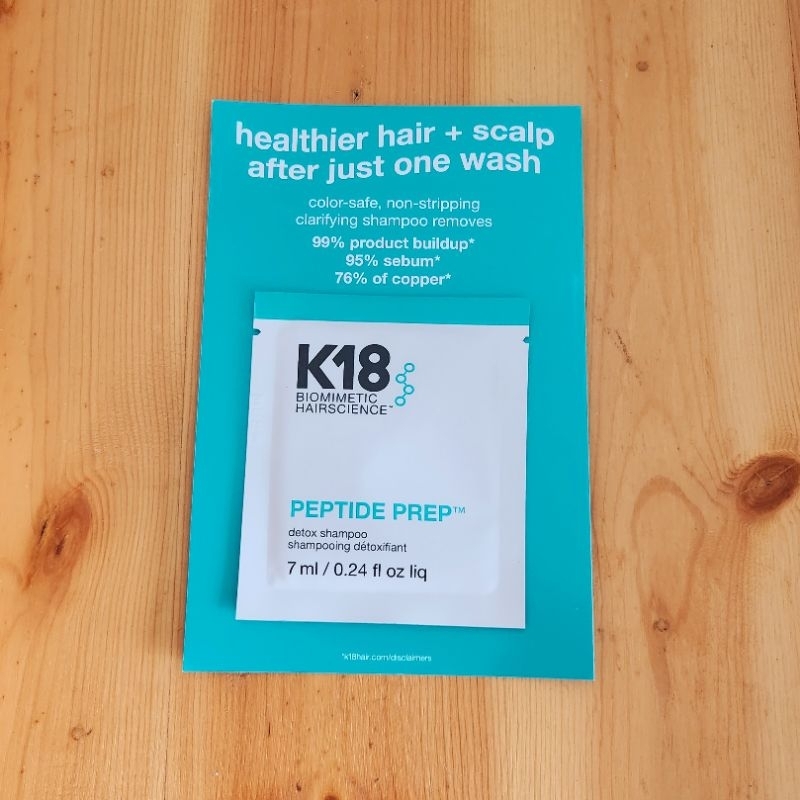 healthier hair + scalp
after just one wash
color-safe, non-stripping
clarifying shampoo removes
99% product buildup*
95% sebum*
76% of copper*
K18
BIOMIMETIC
HAIRSCIENCE™
PEPTIDE PREP™
detox shampoo
shampooing détoxifiant
7 ml / 0.24 fl oz liq
*k18hair.com/disclaimers